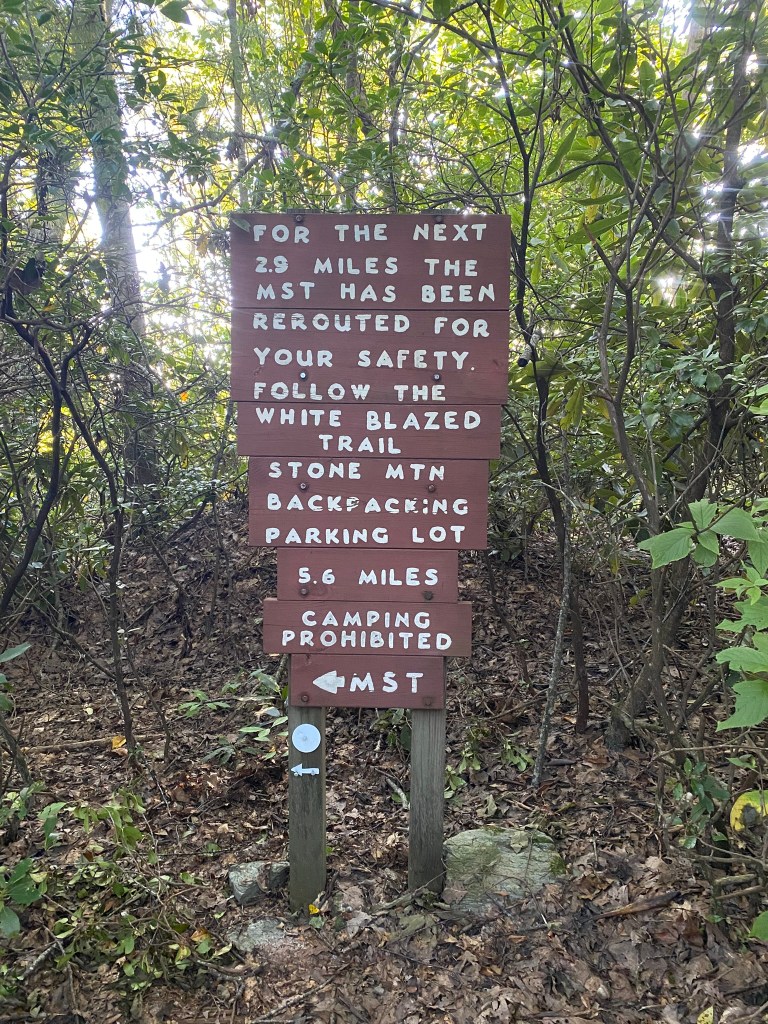 FOR THE NEXT
2.9 MILES THE
MST HAS BEEN
REROUTED FOR
YOUR SAFETY.
FOLLOW THE
WHITE BLAZED
TRAIL
STONE MTN
BACKPACKING
PARKING LOT
5.6 MILES
CAMPING
PROHIBITED
MST